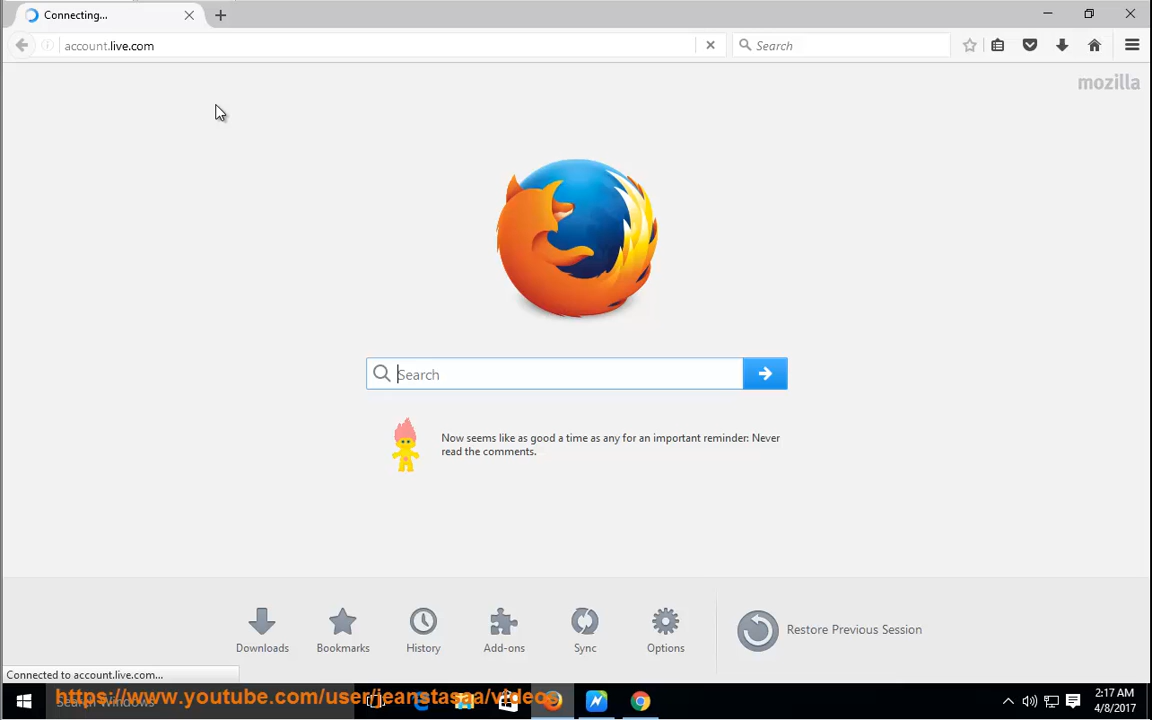 Connecting...
account.live.com
Search
mozilla
Search
Now seems like as good a time as any for an important reminder: Never
read the comments.
Downloads
Bookmarks
History
Add-ons
Sync
Options
Restore Previous Session
Connected to account.live.com...
Search Windows
https://www.youtube.com/user/jeanstasaa/videos
2:17 AM
4/8/2017